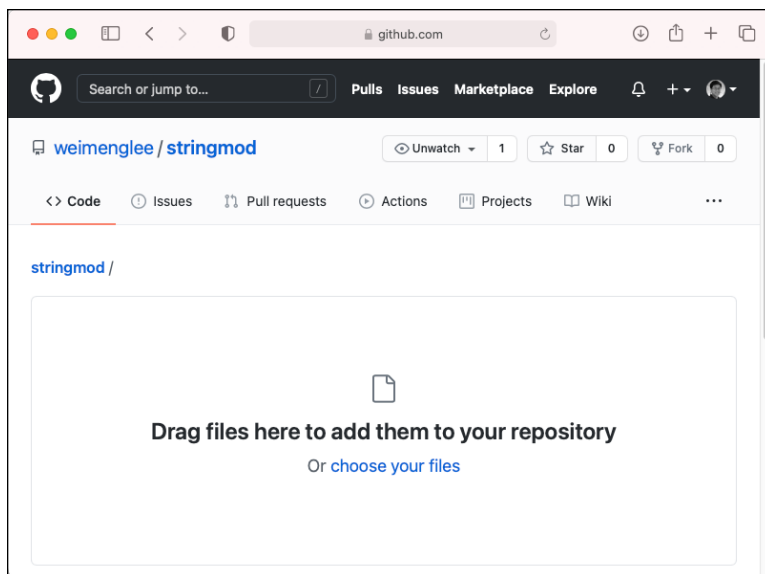 github.com
Search or jump to... / Pulls Issues Marketplace Explore
weimenglee / stringmod Unwatch 1 Star 0 Fork 0
<> Code Issues Pull requests Actions Projects Wiki ...
stringmod /
Drag files here to add them to your repository
Or choose your files